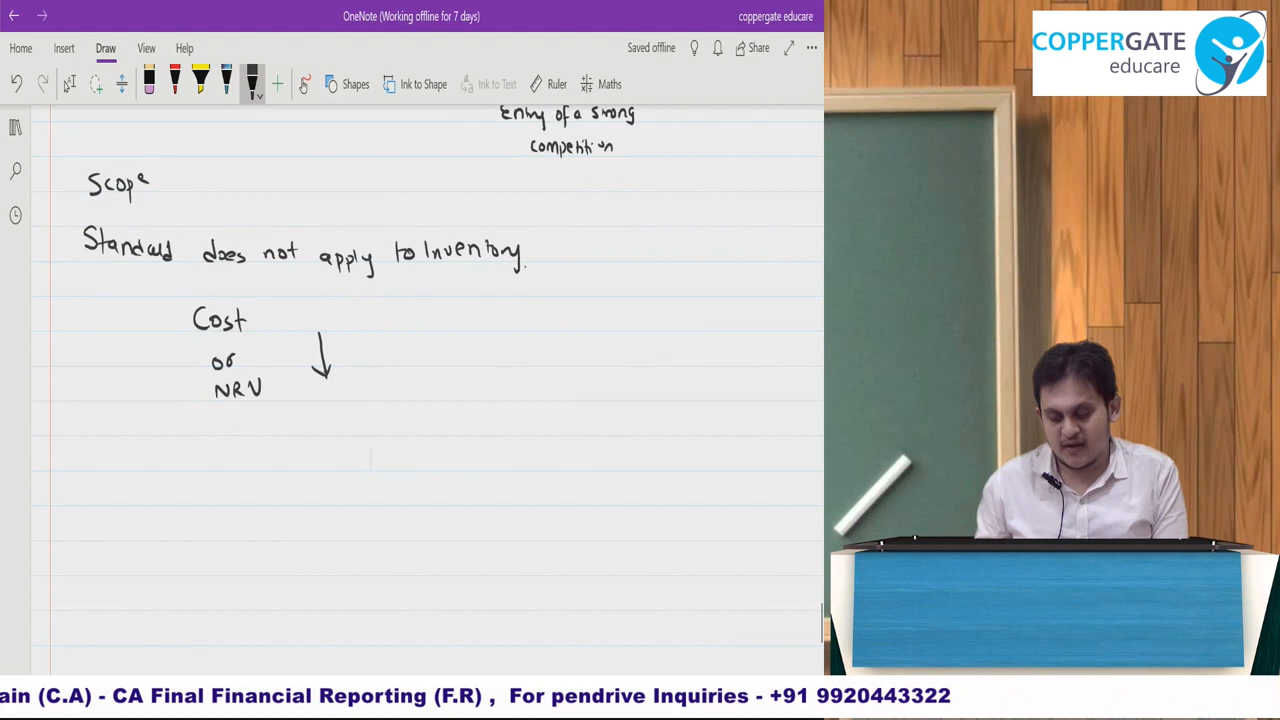 OneNote (Working offline for 7 days)
coppergate educare
Home Insert Draw View Help
Saved offline Share
Shapes Ink to Shape Ink to Text Ruler Maths
COPPERGATE
educare
Entry of a strong
competition
Scope
Standard does not apply to Inventory.
Cost
or
NRV
ain (C.A) - CA Final Financial Reporting (F.R) , For pendrive Inquiries - +91 9920443322